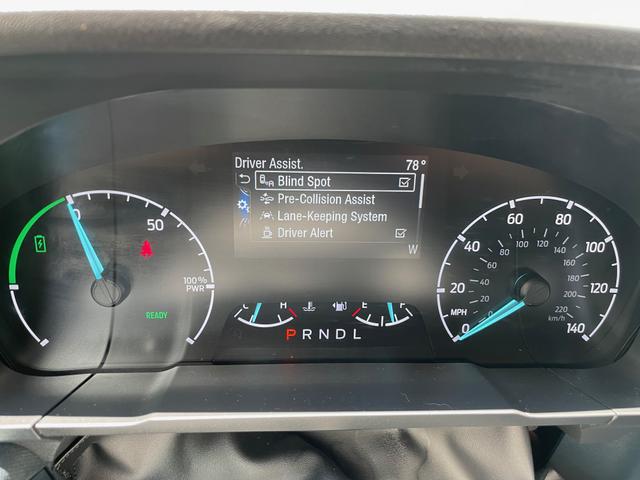 Driver Assist. 78°
Blind Spot
Pre-Collision Assist
Lane-Keeping System
Driver Alert
W
0 50 100%
PWR
READY
C H E F
PRNDL
0 20 40 60 80 100 120 140
MPH
0 20 40 60 80 100 120 140 160 180 200 220
km/h